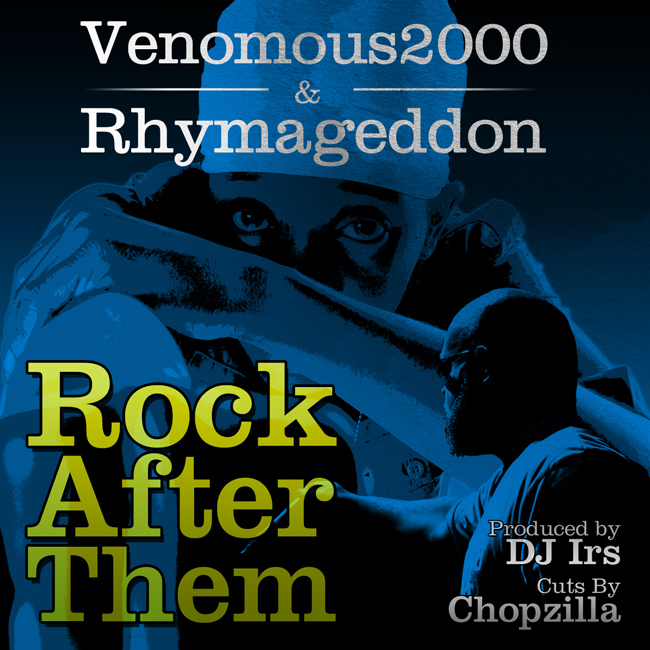 Venomous2000
&
Rhymageddon
Rock
After
Them
Produced by
DJ Irs
Cuts By
Chopzilla